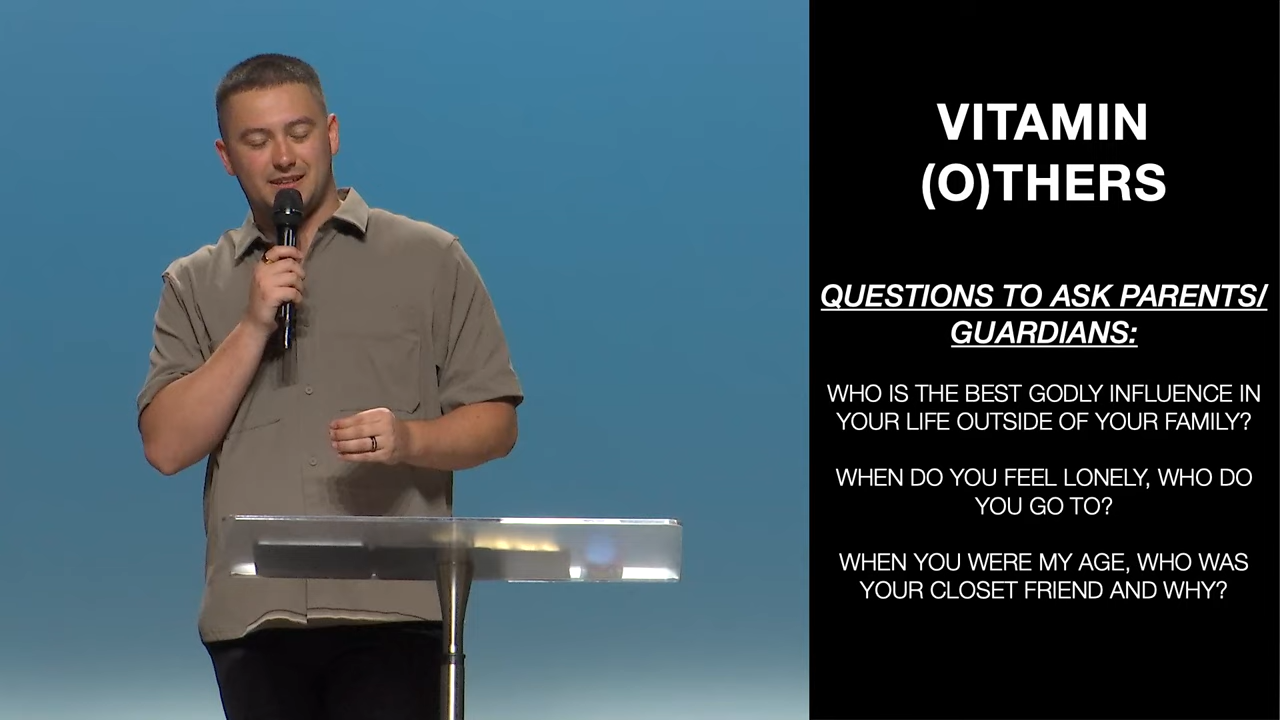 VITAMIN
(O)THERS
QUESTIONS TO ASK PARENTS/
GUARDIANS:
WHO IS THE BEST GODLY INFLUENCE IN
YOUR LIFE OUTSIDE OF YOUR FAMILY?
WHEN DO YOU FEEL LONELY, WHO DO
YOU GO TO?
WHEN YOU WERE MY AGE, WHO WAS
YOUR CLOSET FRIEND AND WHY?